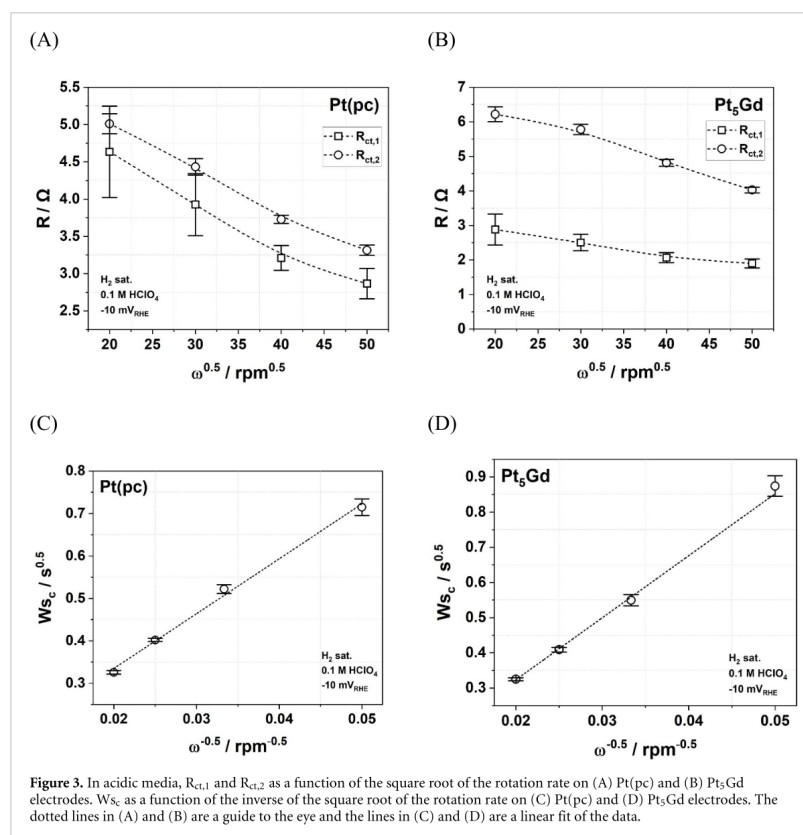 (A)
Pt(pc)
R_ct,1
R_ct,2
R / Ω
5.5
5.0
4.5
4.0
3.5
3.0
2.5
H₂ sat.
0.1 M HClO₄
-10 mV_RHE
20 25 30 35 40 45 50
ω^0.5 / rpm^0.5
(B)
Pt₅Gd
R_ct,1
R_ct,2
R / Ω
7
6
5
4
3
2
1
0
H₂ sat.
0.1 M HClO₄
-10 mV_RHE
20 25 30 35 40 45 50
ω^0.5 / rpm^0.5
(C)
Pt(pc)
Ws_c / s^0.5
0.8
0.7
0.6
0.5
0.4
0.3
H₂ sat.
0.1 M HClO₄
-10 mV_RHE
0.02 0.03 0.04 0.05
ω^-0.5 / rpm^-0.5
(D)
Pt₅Gd
Ws_c / s^0.5
0.9
0.8
0.7
0.6
0.5
0.4
0.3
H₂ sat.
0.1 M HClO₄
-10 mV_RHE
0.02 0.03 0.04 0.05
ω^-0.5 / rpm^-0.5
Figure 3. In acidic media, R_ct,1 and R_ct,2 as a function of the square root of the rotation rate on (A) Pt(pc) and (B) Pt₅Gd
electrodes. Ws_c as a function of the inverse of the square root of the rotation rate on (C) Pt(pc) and (D) Pt₅Gd electrodes. The
dotted lines in (A) and (B) are a guide to the eye and the lines in (C) and (D) are a linear fit of the data.